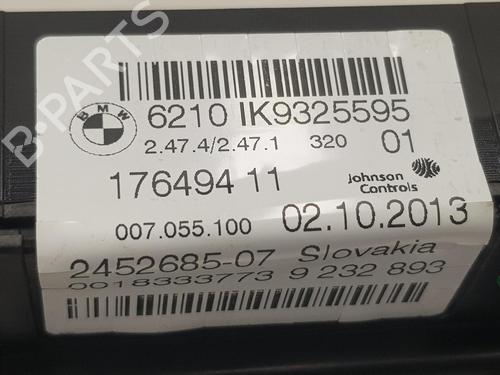 B-PARTS
BMW
6210 IK9325595
2.47.4/2.47.1 320 01
176494 11
Johnson
Controls
007.055.100 02.10.2013
2452685-07 Slovakia
0018333773 9 232 893